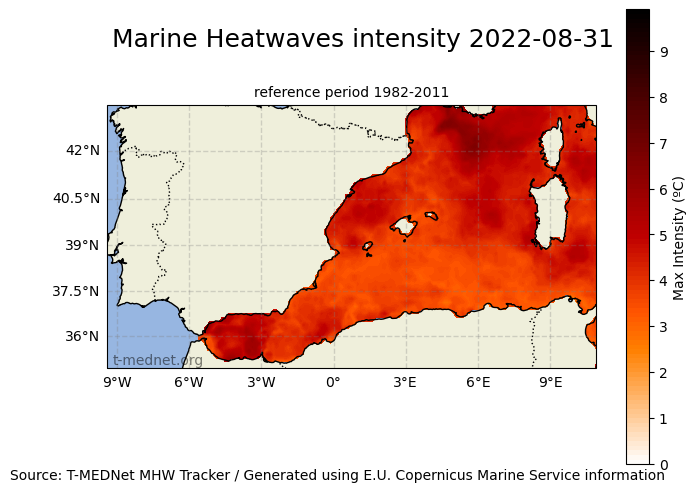 Marine Heatwaves intensity 2022-08-31
reference period 1982-2011
42°N
40.5°N
39°N
37.5°N
36°N
t-mednet.org
9°W 6°W 3°W 0° 3°E 6°E 9°E
9
8
7
6
5
4
3
2
1
0
Max Intensity (ºC)
Source: T-MEDNet MHW Tracker / Generated using E.U. Copernicus Marine Service information